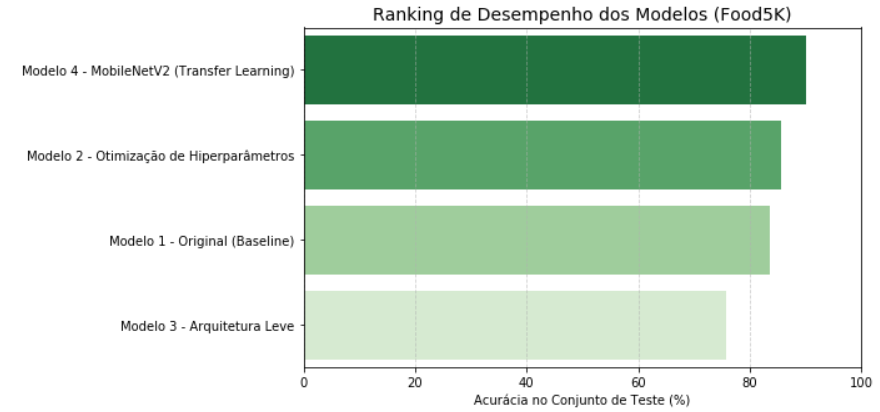 Ranking de Desempenho dos Modelos (Food5K)
Modelo 4 - MobileNetV2 (Transfer Learning)
Modelo 2 - Otimização de Hiperparâmetros
Modelo 1 - Original (Baseline)
Modelo 3 - Arquitetura Leve
0 20 40 60 80 100
Acurácia no Conjunto de Teste (%)